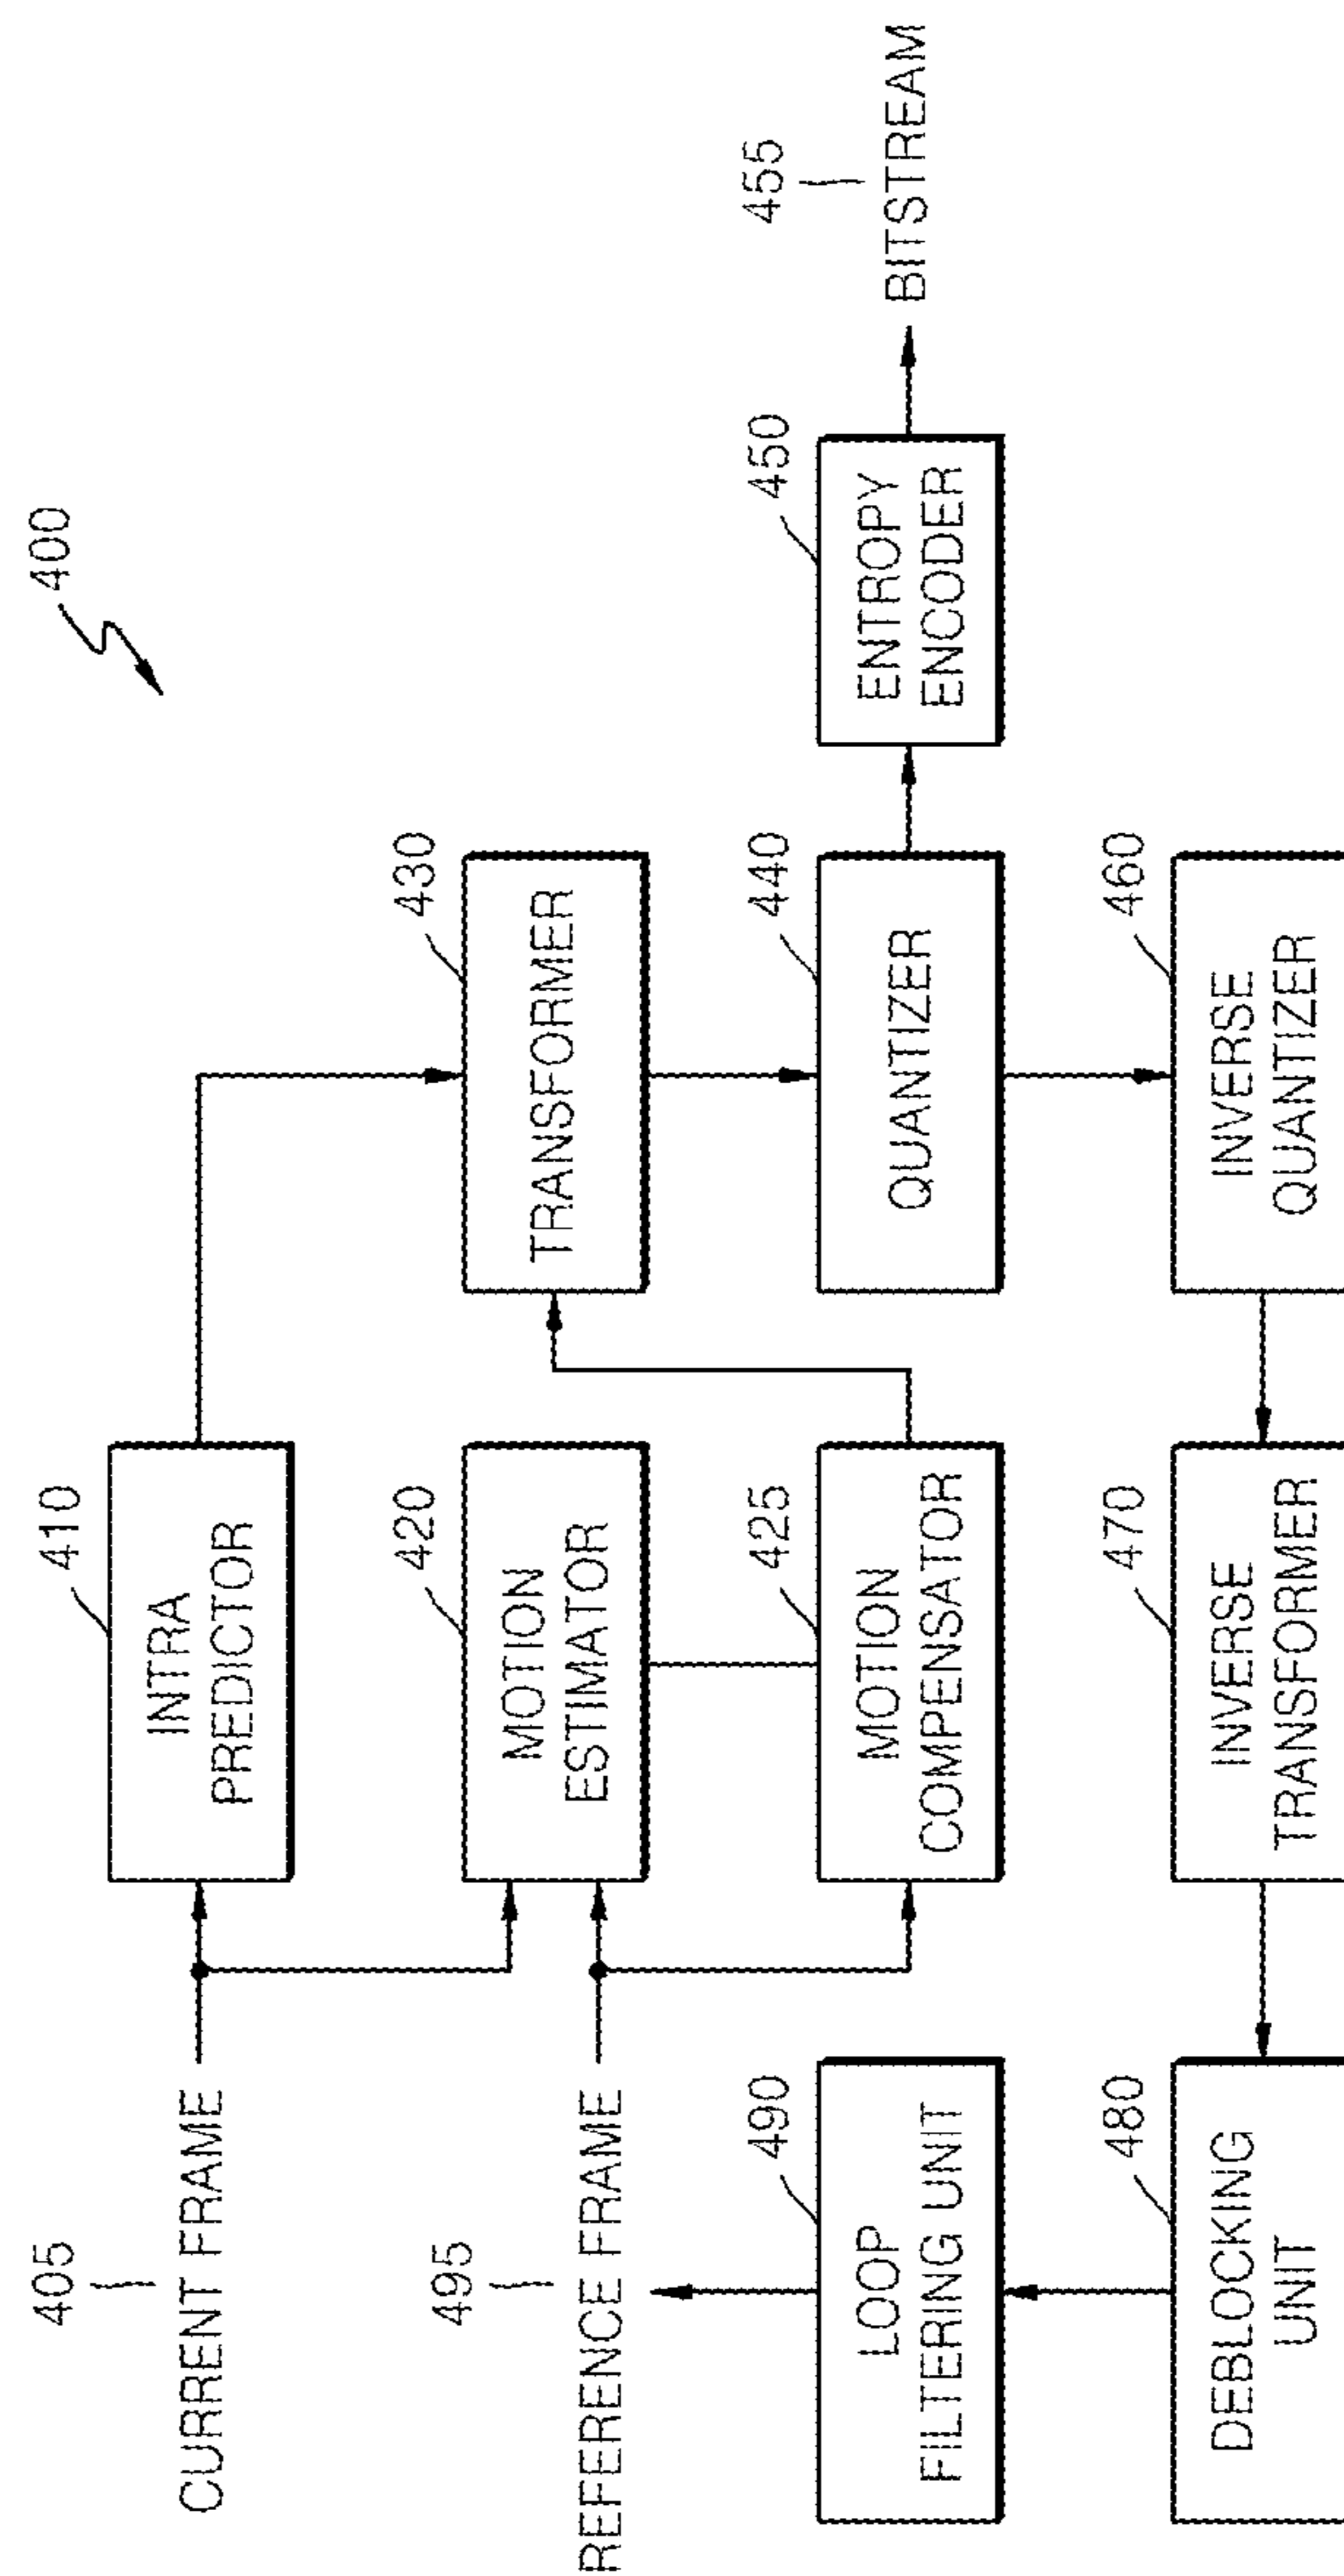 400
405
CURRENT FRAME
410
INTRA
PREDICTOR
495
REFERENCE FRAME
420
MOTION
ESTIMATOR
430
TRANSFORMER
490
LOOP
FILTERING UNIT
425
MOTION
COMPENSATOR
440
QUANTIZER
450
ENTROPY
ENCODER
455
BITSTREAM
480
DEBLOCKING
UNIT
470
INVERSE
TRANSFORMER
460
INVERSE
QUANTIZER